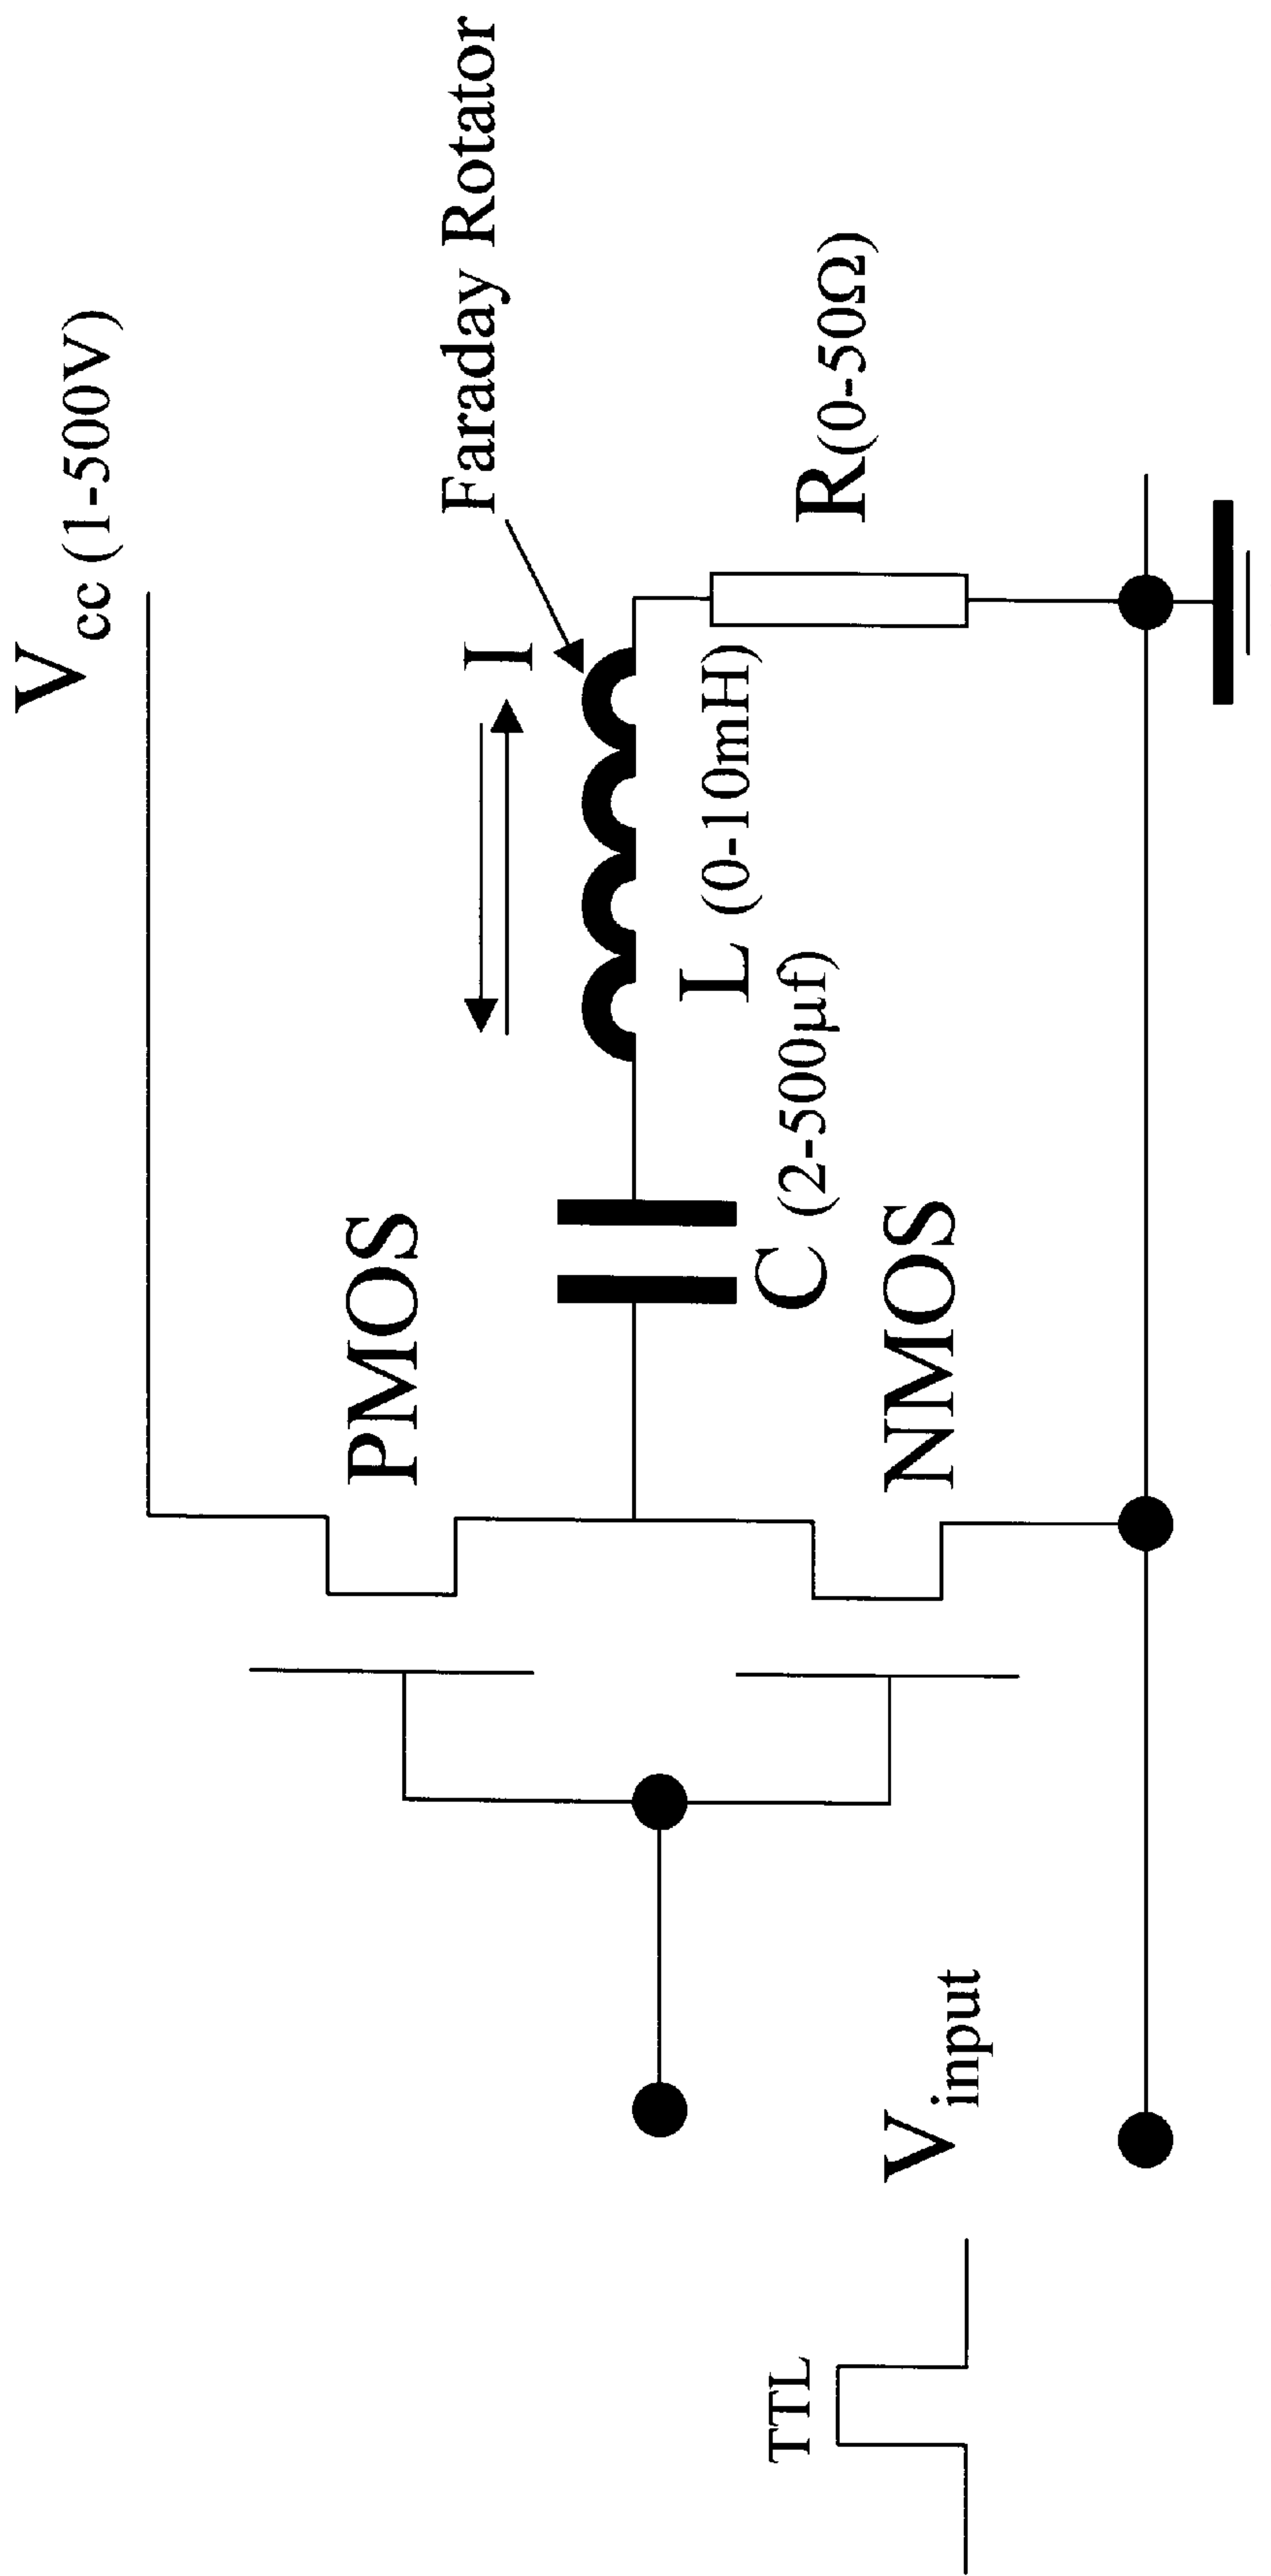 Vcc (1-500V)
PMOS
I
Faraday Rotator
L (0-10mH)
C (2-500μf)
R(0-50Ω)
NMOS
TTL
Vinput